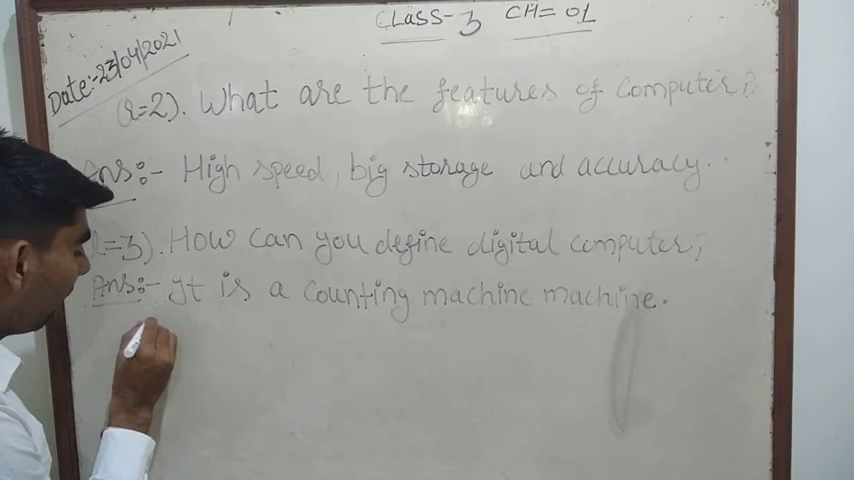 CLASS-3 CH=01
Date:-23/04/2021
(Q=2). What are the features of computer?
Ans:- High speed, big storage and accuracy.
=3). How can you define digital computer;
Ans:- It is a counting machine machine.